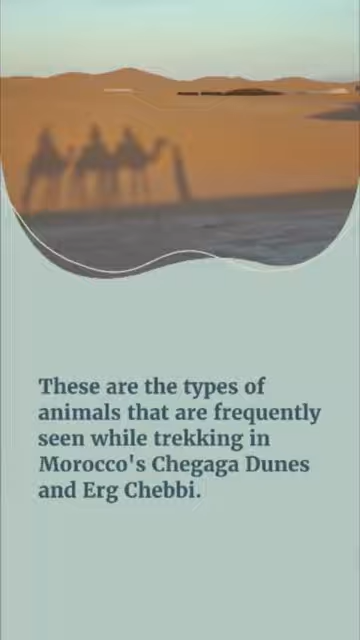 These are the types of
animals that are frequently
seen while trekking in
Morocco's Chegaga Dunes
and Erg Chebbi.